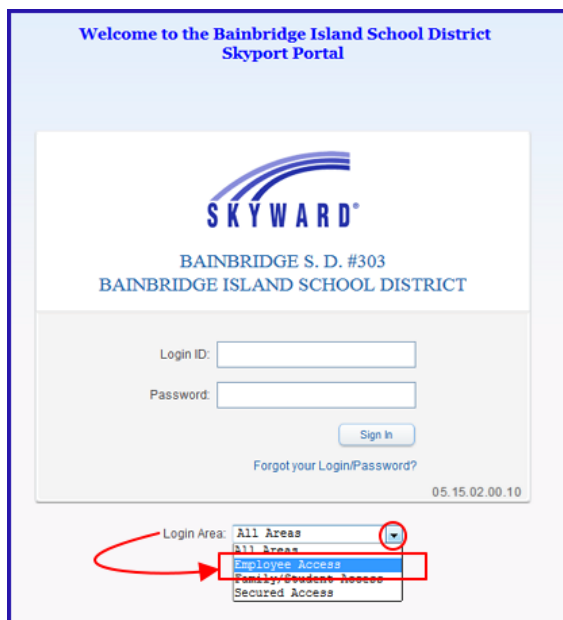 Welcome to the Bainbridge Island School District
Skyport Portal
SKYWARD®
BAINBRIDGE S. D. #303
BAINBRIDGE ISLAND SCHOOL DISTRICT
Login ID:
Password:
Sign In
Forgot your Login/Password?
05.15.02.00.10
Login Area: All Areas
All Areas
Employee Access
Family/Student Access
Secured Access